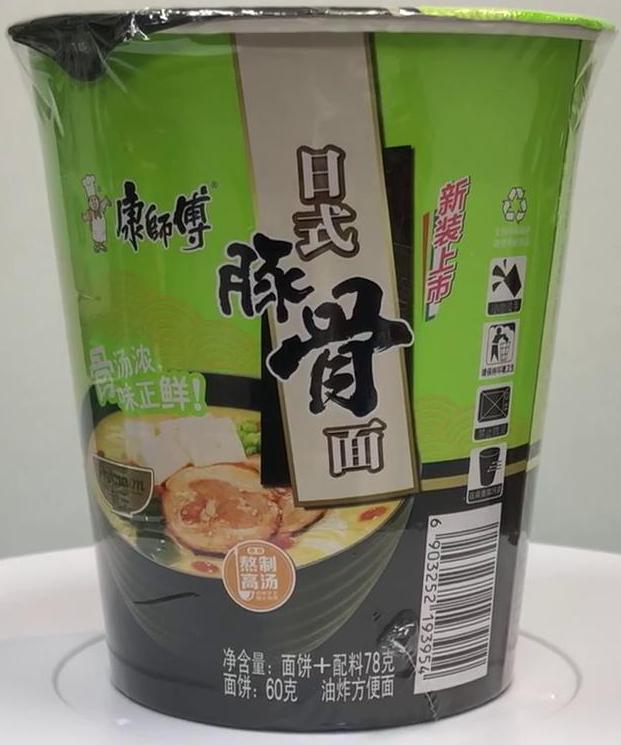 康師傅
日式
豚骨
面
新装上市
骨汤浓，
味正鲜！
熬制
高汤
净含量：面饼+配料78克
面饼：60克 油炸方便面
6 903252 193954